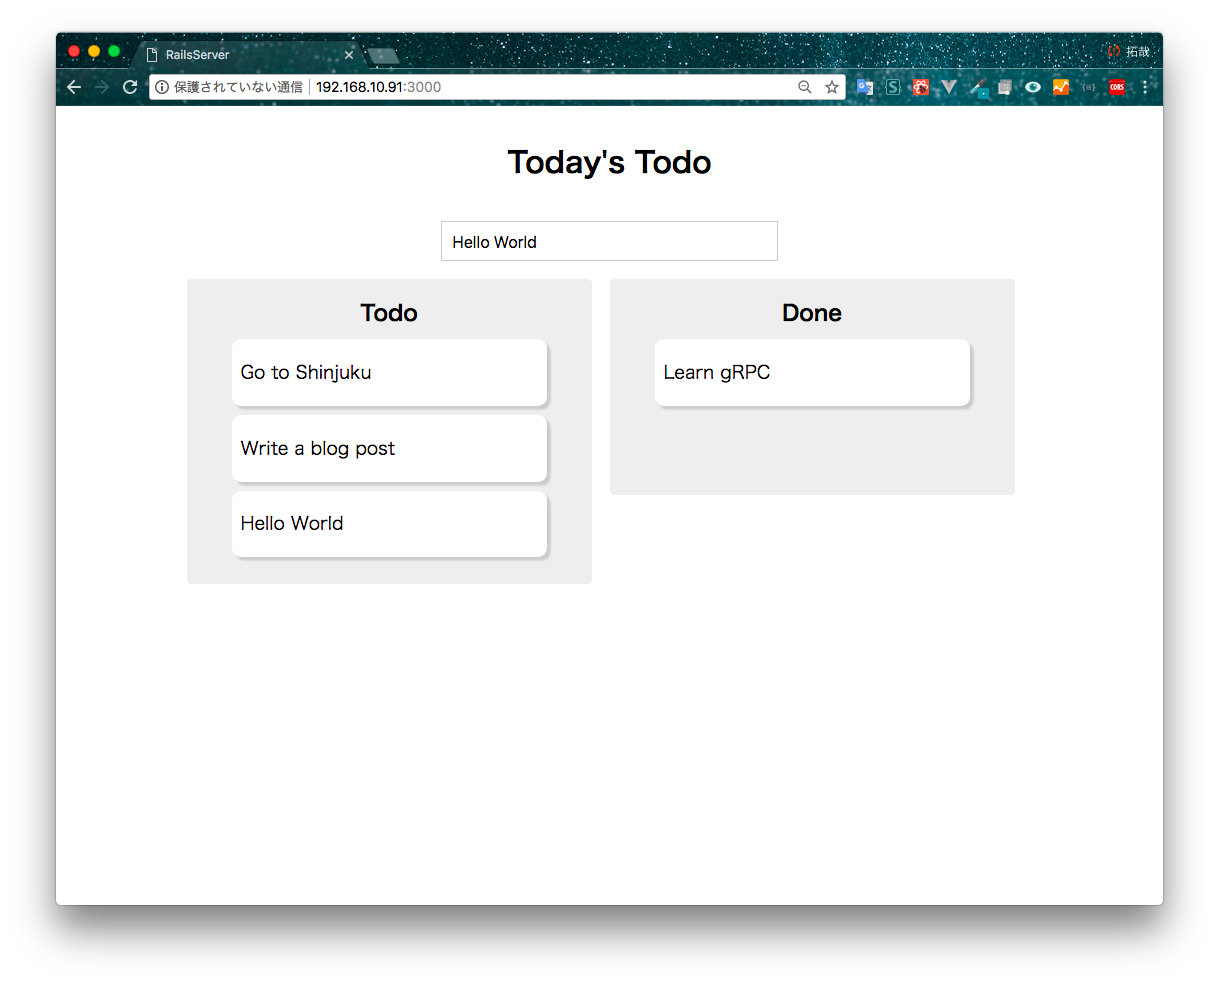 RailsServer
拓哉
保護されていない通信 192.168.10.91:3000
CORS
Today's Todo
Hello World
Todo
Go to Shinjuku
Write a blog post
Hello World
Done
Learn gRPC